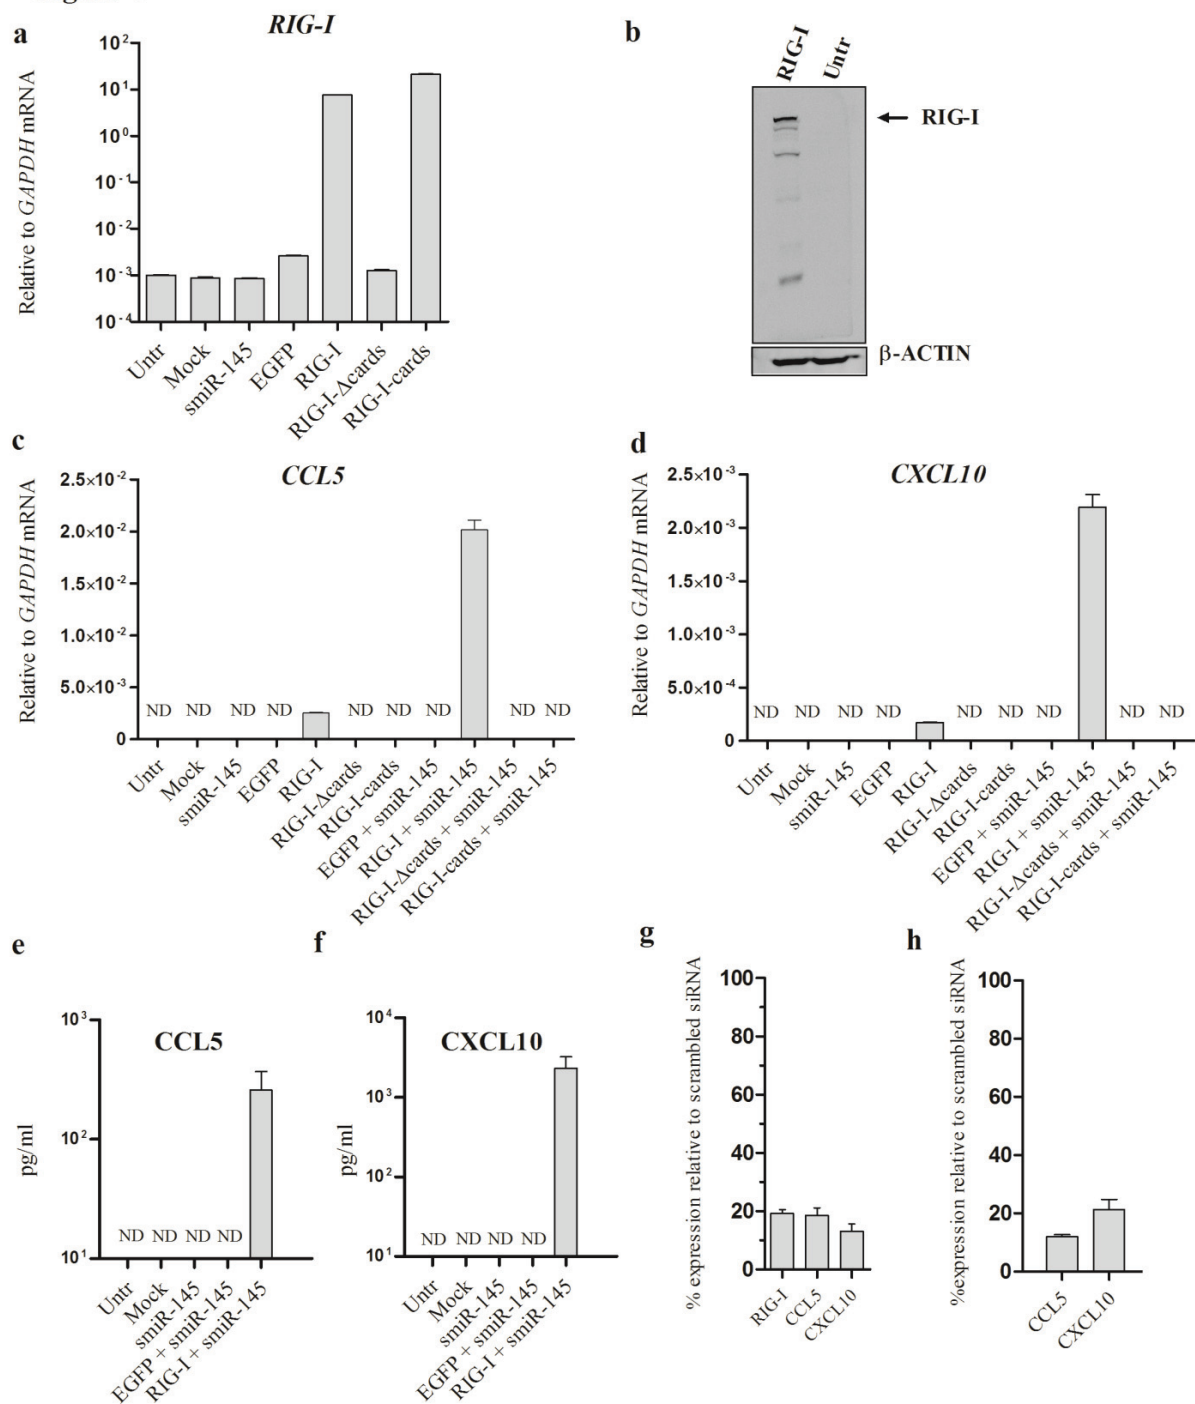 a
RIG-I
Relative to GAPDH mRNA
10²
10¹
10⁰
10⁻¹
10⁻²
10⁻³
10⁻⁴
Untr
Mock
smiR-145
EGFP
RIG-I
RIG-I-Δcards
RIG-I-cards
b
RIG-I
Untr
RIG-I
β-ACTIN
c
CCL5
Relative to GAPDH mRNA
2.5×10⁻²
2.0×10⁻²
1.5×10⁻²
1.0×10⁻²
5.0×10⁻³
0
ND ND ND ND ND ND ND ND ND
Untr
Mock
smiR-145
EGFP
RIG-I
RIG-I-Δcards
RIG-I-cards
EGFP + smiR-145
RIG-I + smiR-145
RIG-I-Δcards + smiR-145
RIG-I-cards + smiR-145
d
CXCL10
Relative to GAPDH mRNA
2.5×10⁻³
2.0×10⁻³
1.5×10⁻³
1.0×10⁻³
5.0×10⁻⁴
0
ND ND ND ND ND ND ND ND ND
Untr
Mock
smiR-145
EGFP
RIG-I
RIG-I-Δcards
RIG-I-cards
EGFP + smiR-145
RIG-I + smiR-145
RIG-I-Δcards + smiR-145
RIG-I-cards + smiR-145
e
CCL5
pg/ml
10³
10²
10¹
ND ND ND ND
Untr
Mock
smiR-145
EGFP + smiR-145
RIG-I + smiR-145
f
CXCL10
pg/ml
10⁴
10³
10²
10¹
ND ND ND ND
Untr
Mock
smiR-145
EGFP + smiR-145
RIG-I + smiR-145
g
% expression relative to scrambled siRNA
100
80
60
40
20
0
RIG-I
CCL5
CXCL10
h
%expression relative to scrambled siRNA
100
80
60
40
20
0
CCL5
CXCL10